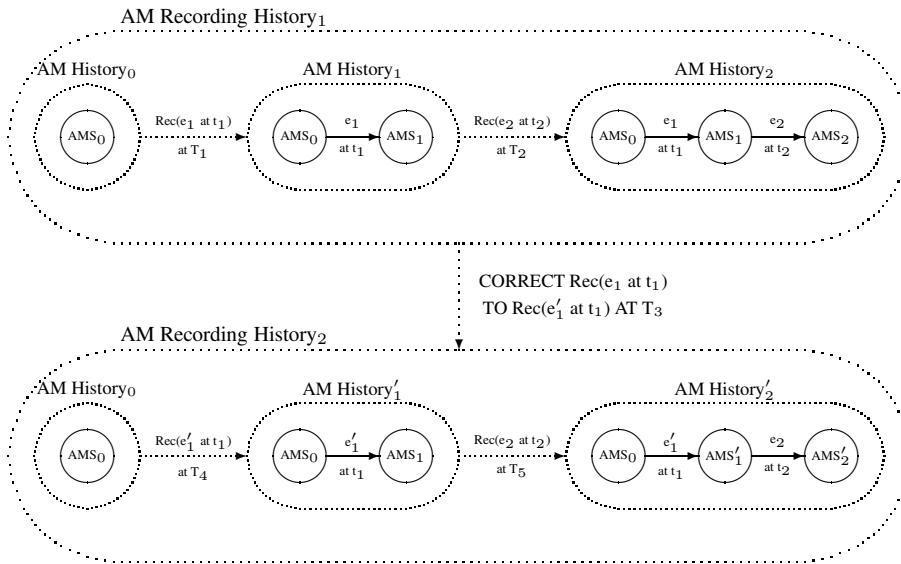 AM Recording History₁
AM History₀
AM History₁
AM History₂
AMS₀
Rec(e₁ at t₁)
at T₁
AMS₀
e₁
at t₁
AMS₁
Rec(e₂ at t₂)
at T₂
AMS₀
e₁
at t₁
AMS₁
e₂
at t₂
AMS₂
CORRECT Rec(e₁ at t₁)
TO Rec(e′₁ at t₁) AT T₃
AM Recording History₂
AM History₀
AM History′₁
AM History′₂
AMS₀
Rec(e′₁ at t₁)
at T₄
AMS₀
e′₁
at t₁
AMS₁
Rec(e₂ at t₂)
at T₅
AMS₀
e′₁
at t₁
AMS′₁
e₂
at t₂
AMS′₂